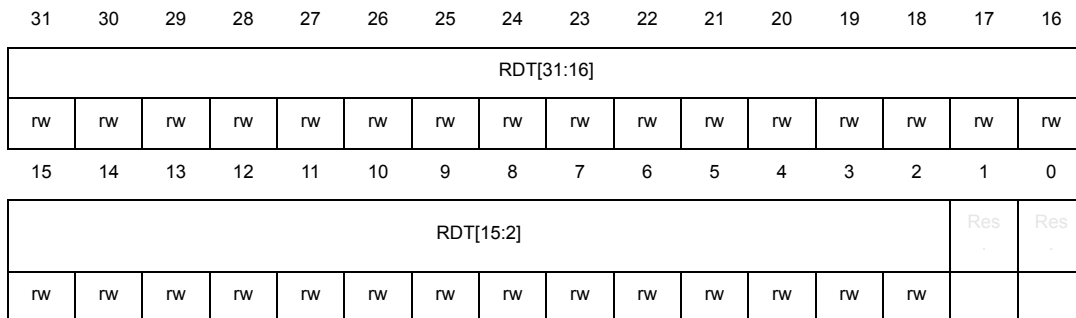 31 30 29 28 27 26 25 24 23 22 21 20 19 18 17 16
RDT[31:16]
rw rw rw rw rw rw rw rw rw rw rw rw rw rw rw rw
15 14 13 12 11 10 9 8 7 6 5 4 3 2 1 0
RDT[15:2] Res. Res.
rw rw rw rw rw rw rw rw rw rw rw rw rw rw